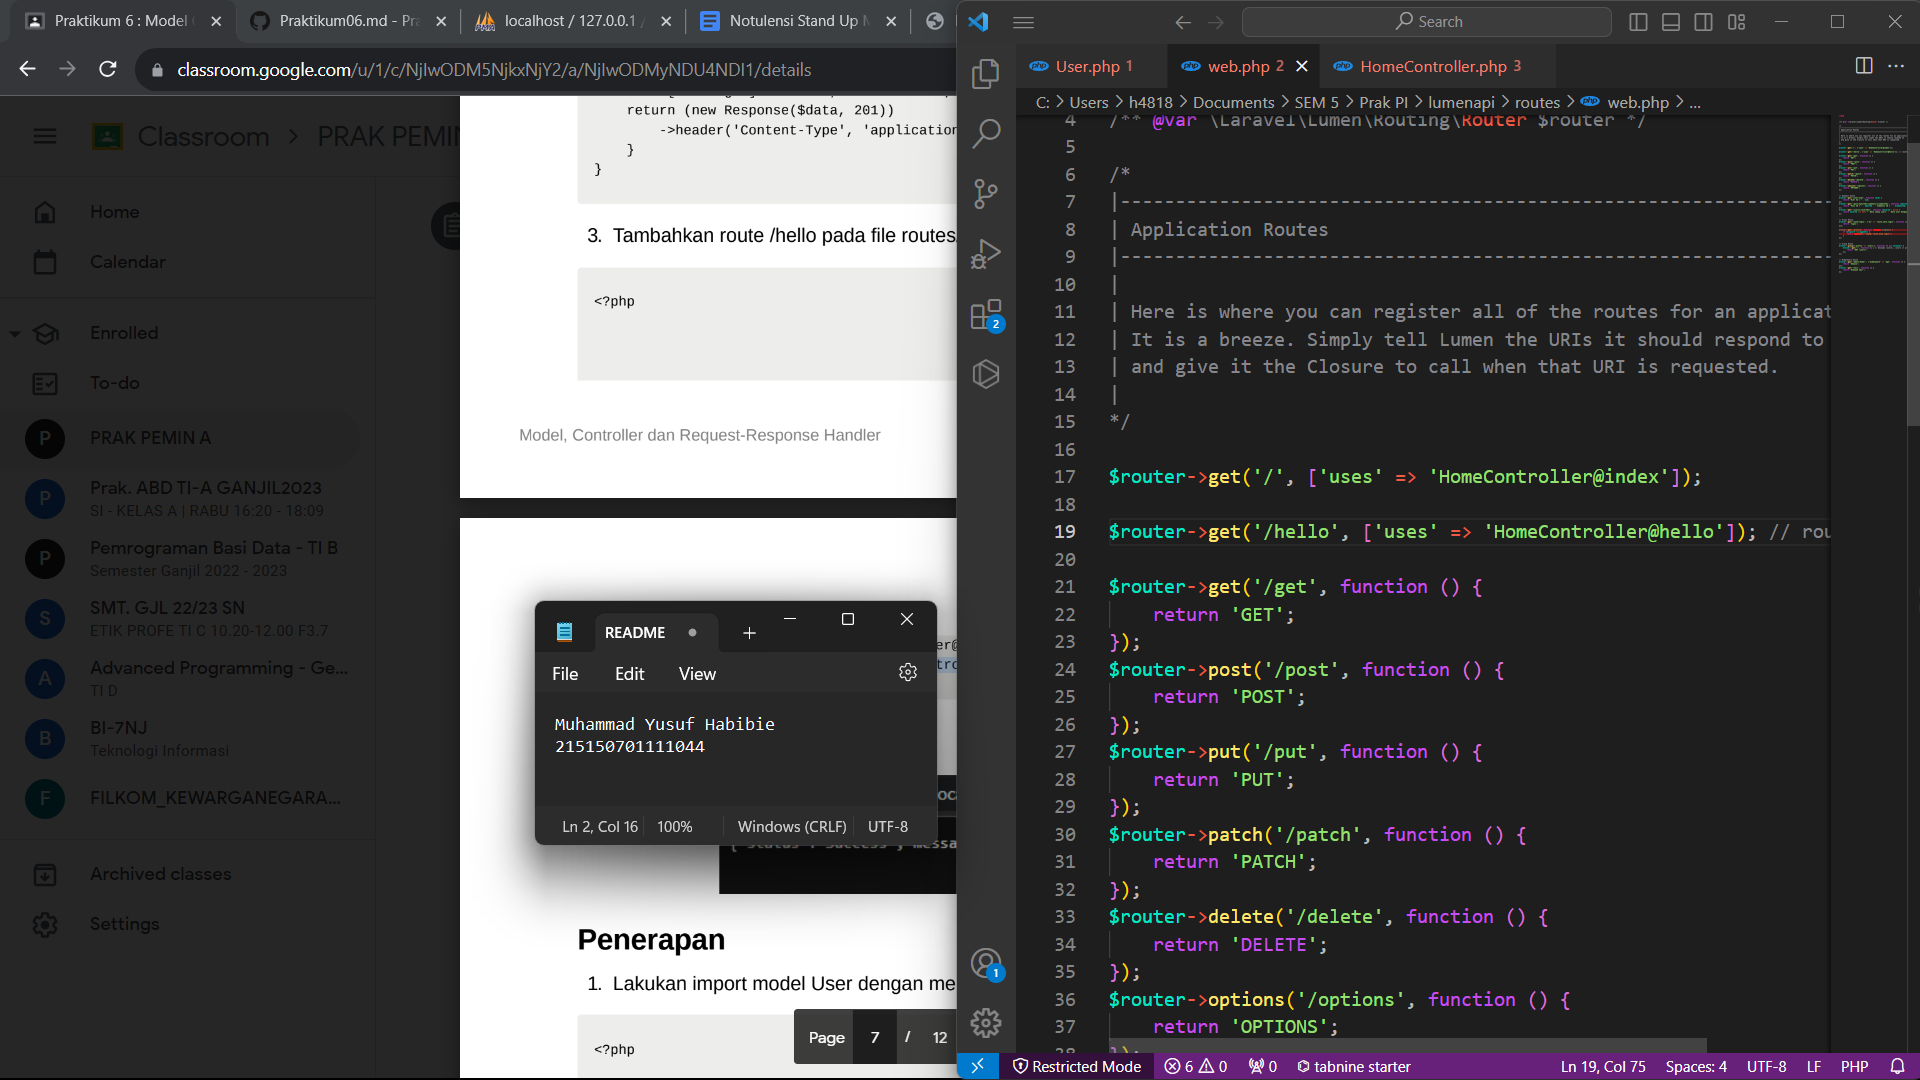 Praktikum 6 : Model
Praktikum06.md - Pra
localhost / 127.0.0.1
Notulensi Stand Up M
classroom.google.com/u/1/c/NjIwODM5NjkxNjY2/a/NjIwODMyNDU4NDI1/details
Classroom
PRAK PEMIN
Home
Calendar
Enrolled
To-do
P
PRAK PEMIN A
P
Prak. ABD TI-A GANJIL2023
SI - KELAS A | RABU 16:20 - 18:09
P
Pemrograman Basi Data - TI B
Semester Ganjil 2022 - 2023
S
SMT. GJL 22/23 SN
ETIK PROFE TI C 10.20-12.00 F3.7
A
Advanced Programming - Ge...
TI D
B
BI-7NJ
Teknologi Informasi
F
FILKOM_KEWARGANEGARA...
Archived classes
Settings
return (new Response($data, 201))
->header('Content-Type', 'application
}
}
3. Tambahkan route /hello pada file routes
<?php
Model, Controller dan Request-Response Handler
README
File Edit View
Muhammad Yusuf Habibie
215150701111044
Ln 2, Col 16 100% Windows (CRLF) UTF-8
Penerapan
1. Lakukan import model User dengan me
<?php
Page 7 / 12
Search
User.php 1
web.php 2
HomeController.php 3
C: > Users > h4818 > Documents > SEM 5 > Prak PI > lumenapi > routes > web.php > ...
4 /** @var \Laravel\Lumen\Routing\Router $router */
5
6 /*
7 |-----------------------------------------------------------------
8 | Application Routes
9 |-----------------------------------------------------------------
10 |
11 | Here is where you can register all of the routes for an applicat
12 | It is a breeze. Simply tell Lumen the URIs it should respond to
13 | and give it the Closure to call when that URI is requested.
14 |
15 */
16
17 $router->get('/', ['uses' => 'HomeController@index']);
18
19 $router->get('/hello', ['uses' => 'HomeController@hello']); // rou
20
21 $router->get('/get', function () {
22 return 'GET';
23 });
24 $router->post('/post', function () {
25 return 'POST';
26 });
27 $router->put('/put', function () {
28 return 'PUT';
29 });
30 $router->patch('/patch', function () {
31 return 'PATCH';
32 });
33 $router->delete('/delete', function () {
34 return 'DELETE';
35 });
36 $router->options('/options', function () {
37 return 'OPTIONS';
2
1
Restricted Mode 6 0 0 tabnine starter Ln 19, Col 75 Spaces: 4 UTF-8 LF PHP